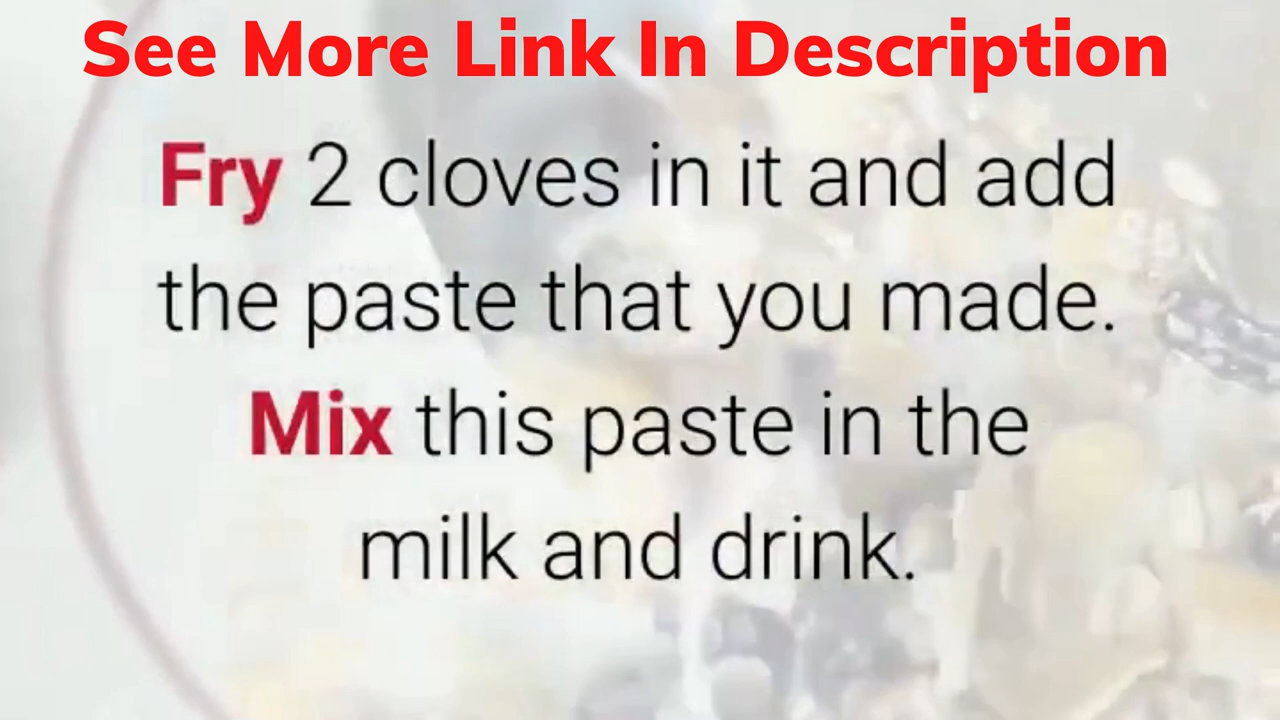 See More Link In Description
Fry 2 cloves in it and add
the paste that you made.
Mix this paste in the
milk and drink.